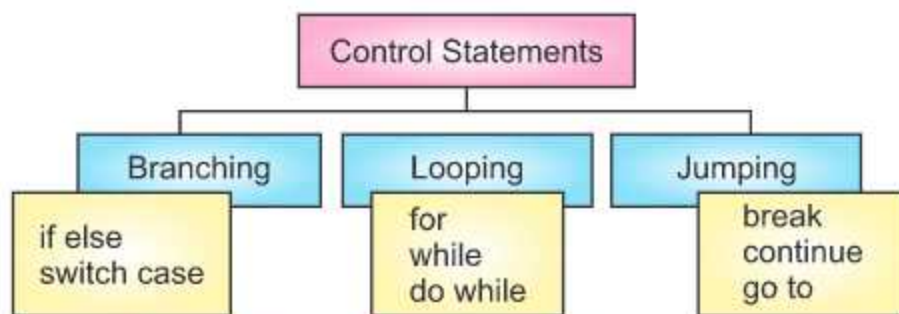 Control Statements
Branching
if else
switch case
Looping
for
while
do while
Jumping
break
continue
go to